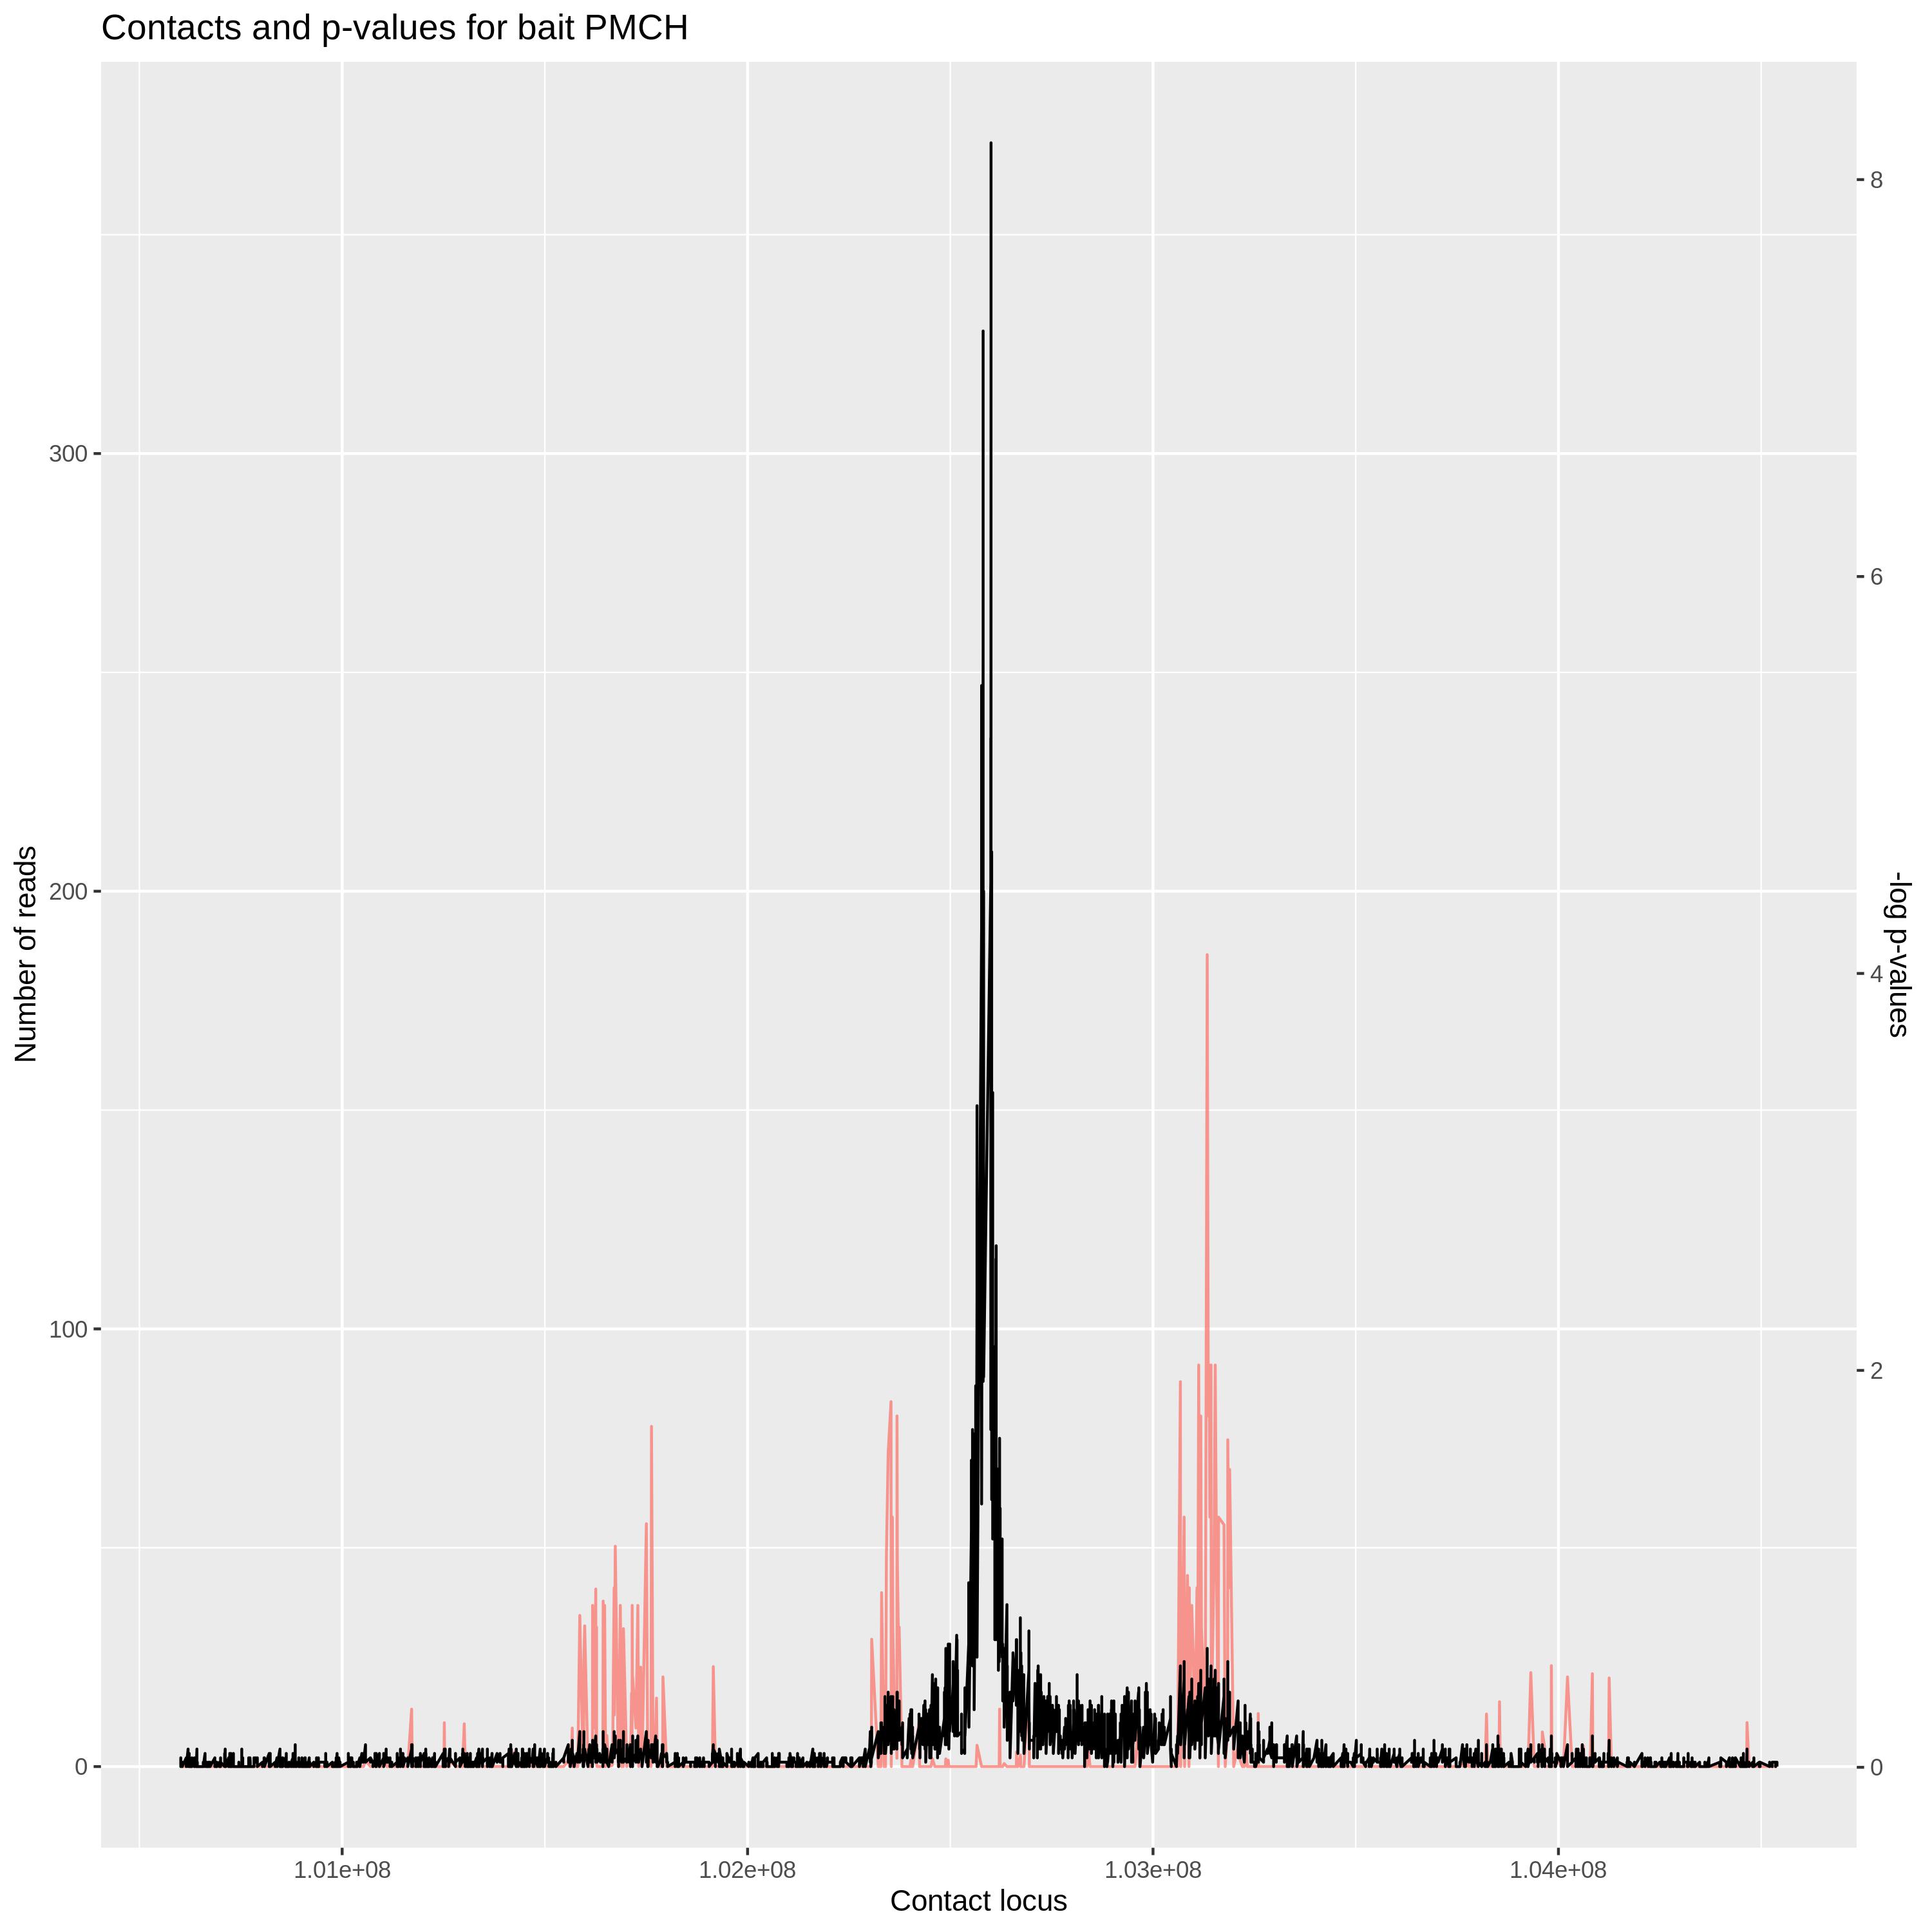 Contacts and p-values for bait PMCH
8
300
6
200
4
100
2
0
0
Number of reads
-log p-values
1.01e+08
1.02e+08
1.03e+08
1.04e+08
Contact locus